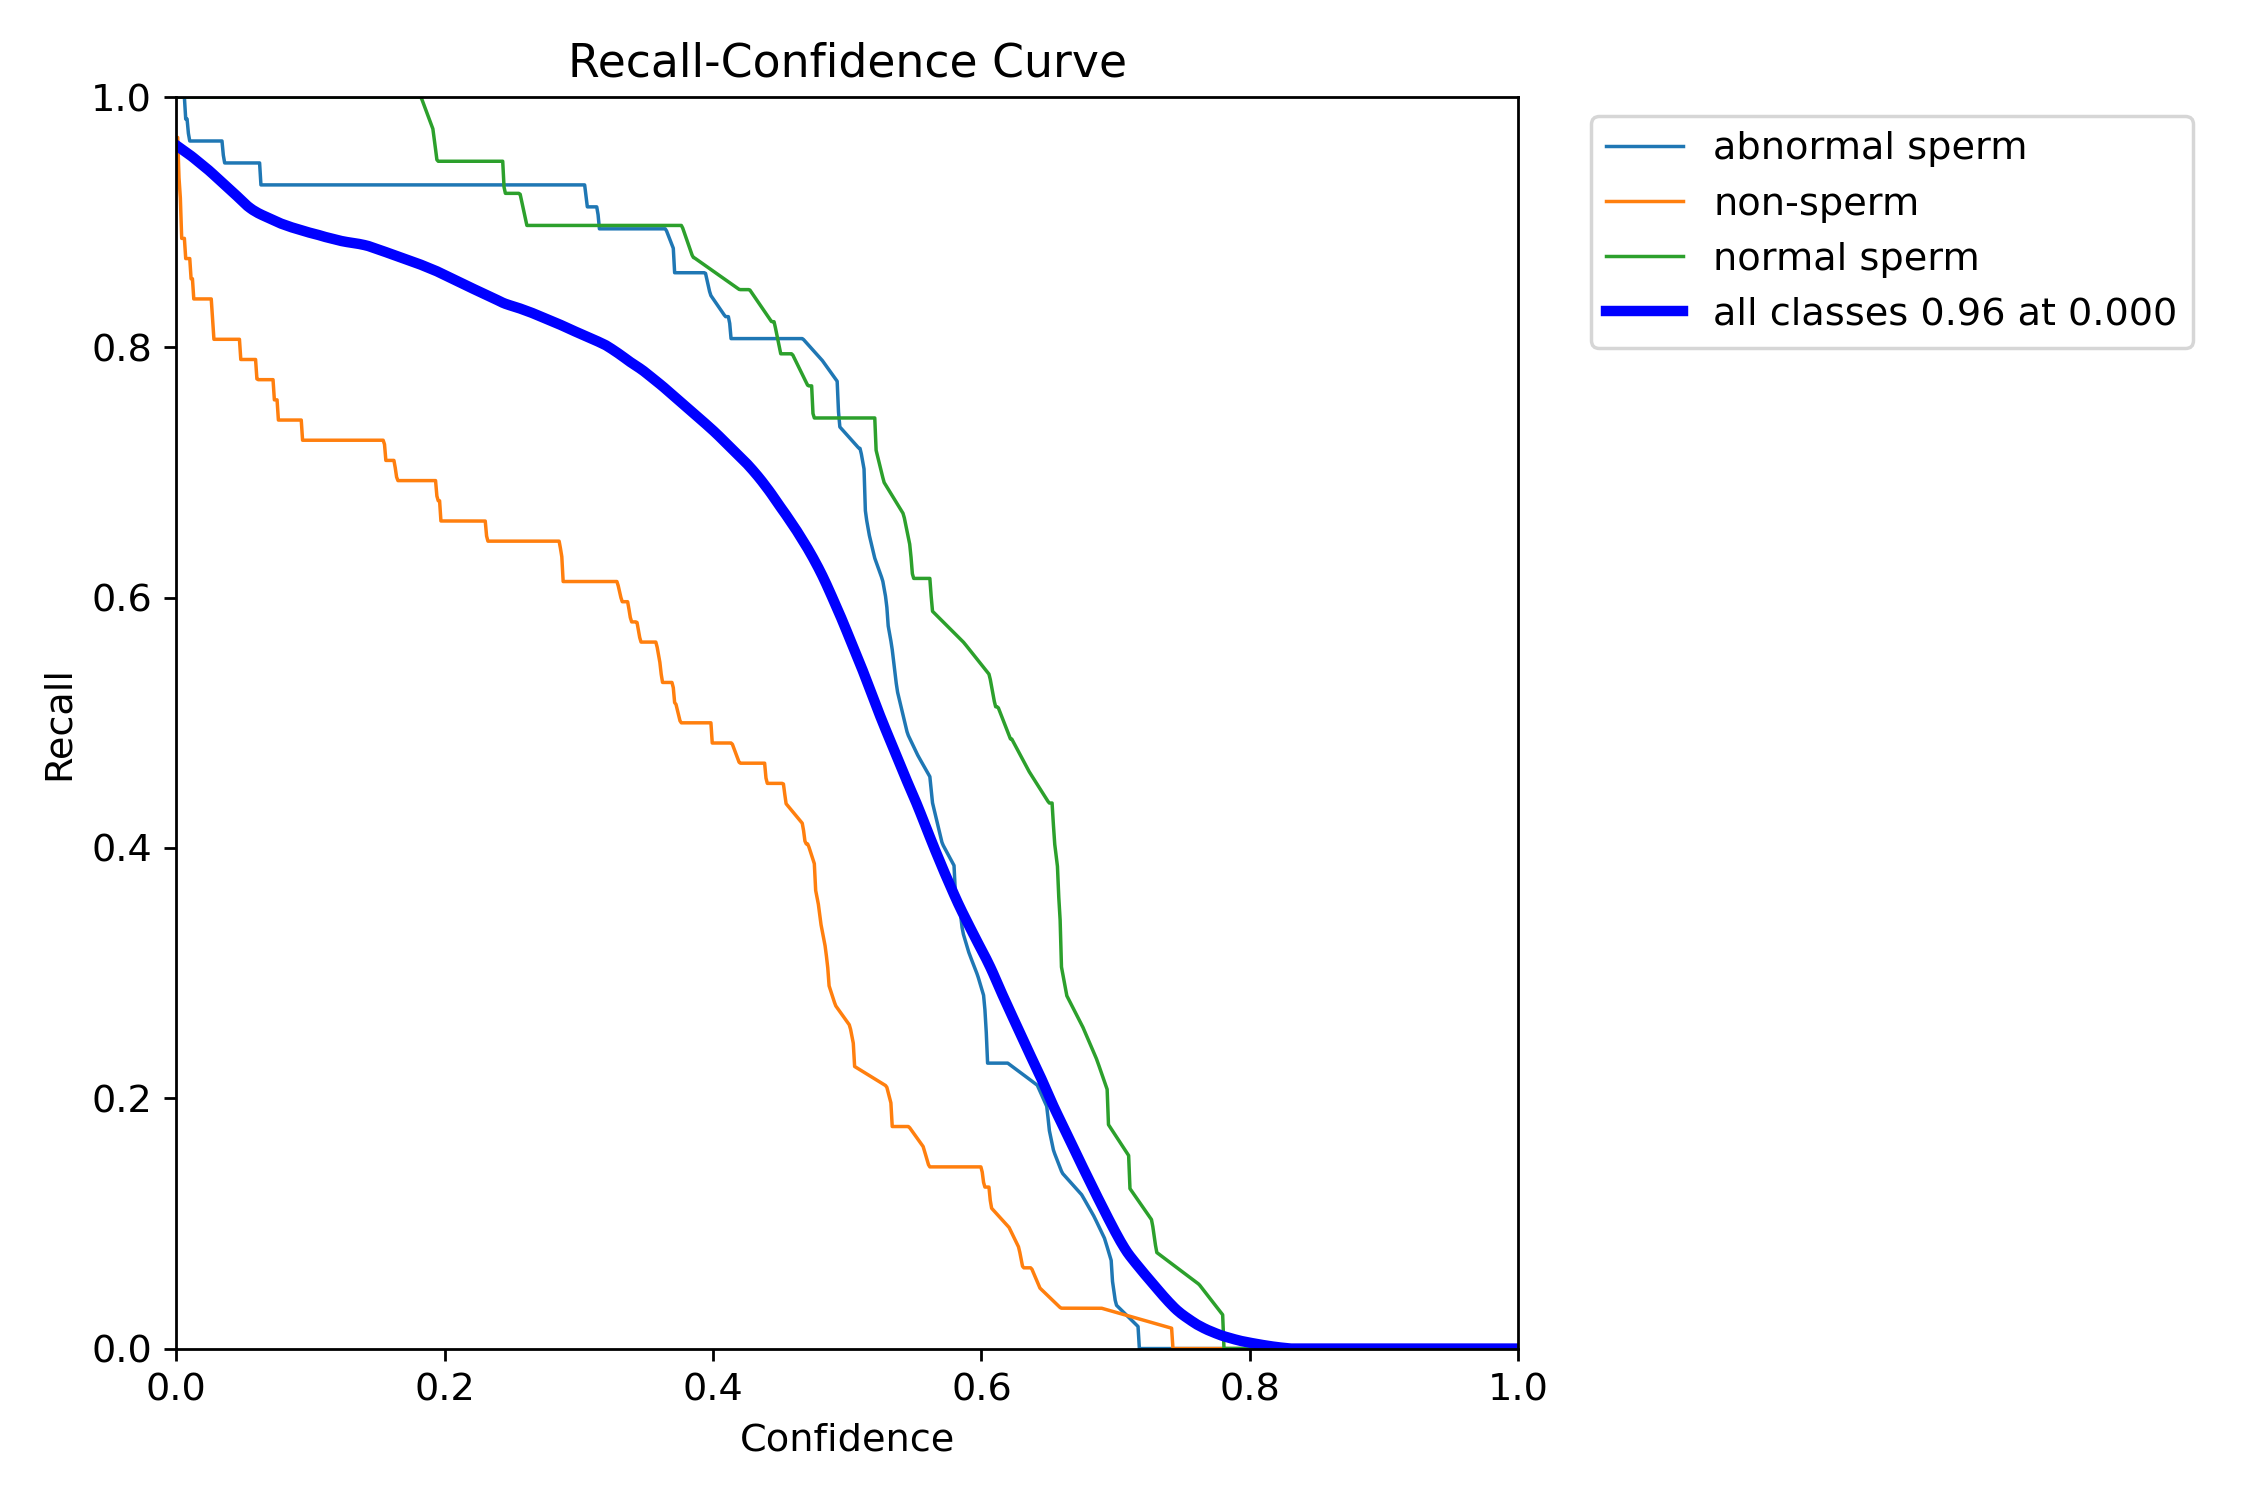 Recall-Confidence Curve
1.0
0.8
0.6
0.4
0.2
0.0
Recall
0.0 0.2 0.4 0.6 0.8 1.0
Confidence
abnormal sperm
non-sperm
normal sperm
all classes 0.96 at 0.000